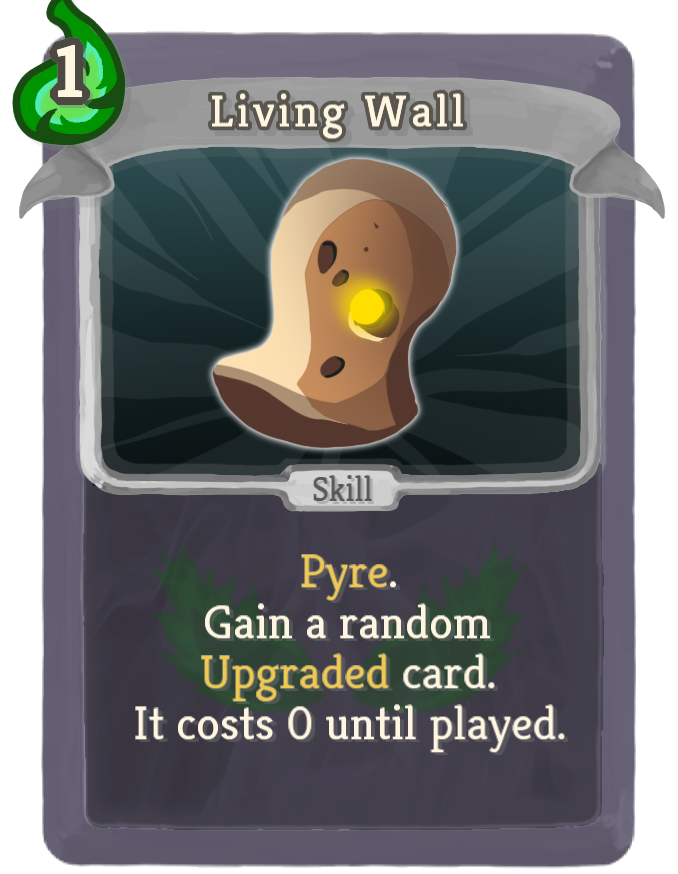 1
Living Wall
Skill
Pyre.
Gain a random
Upgraded card.
It costs 0 until played.